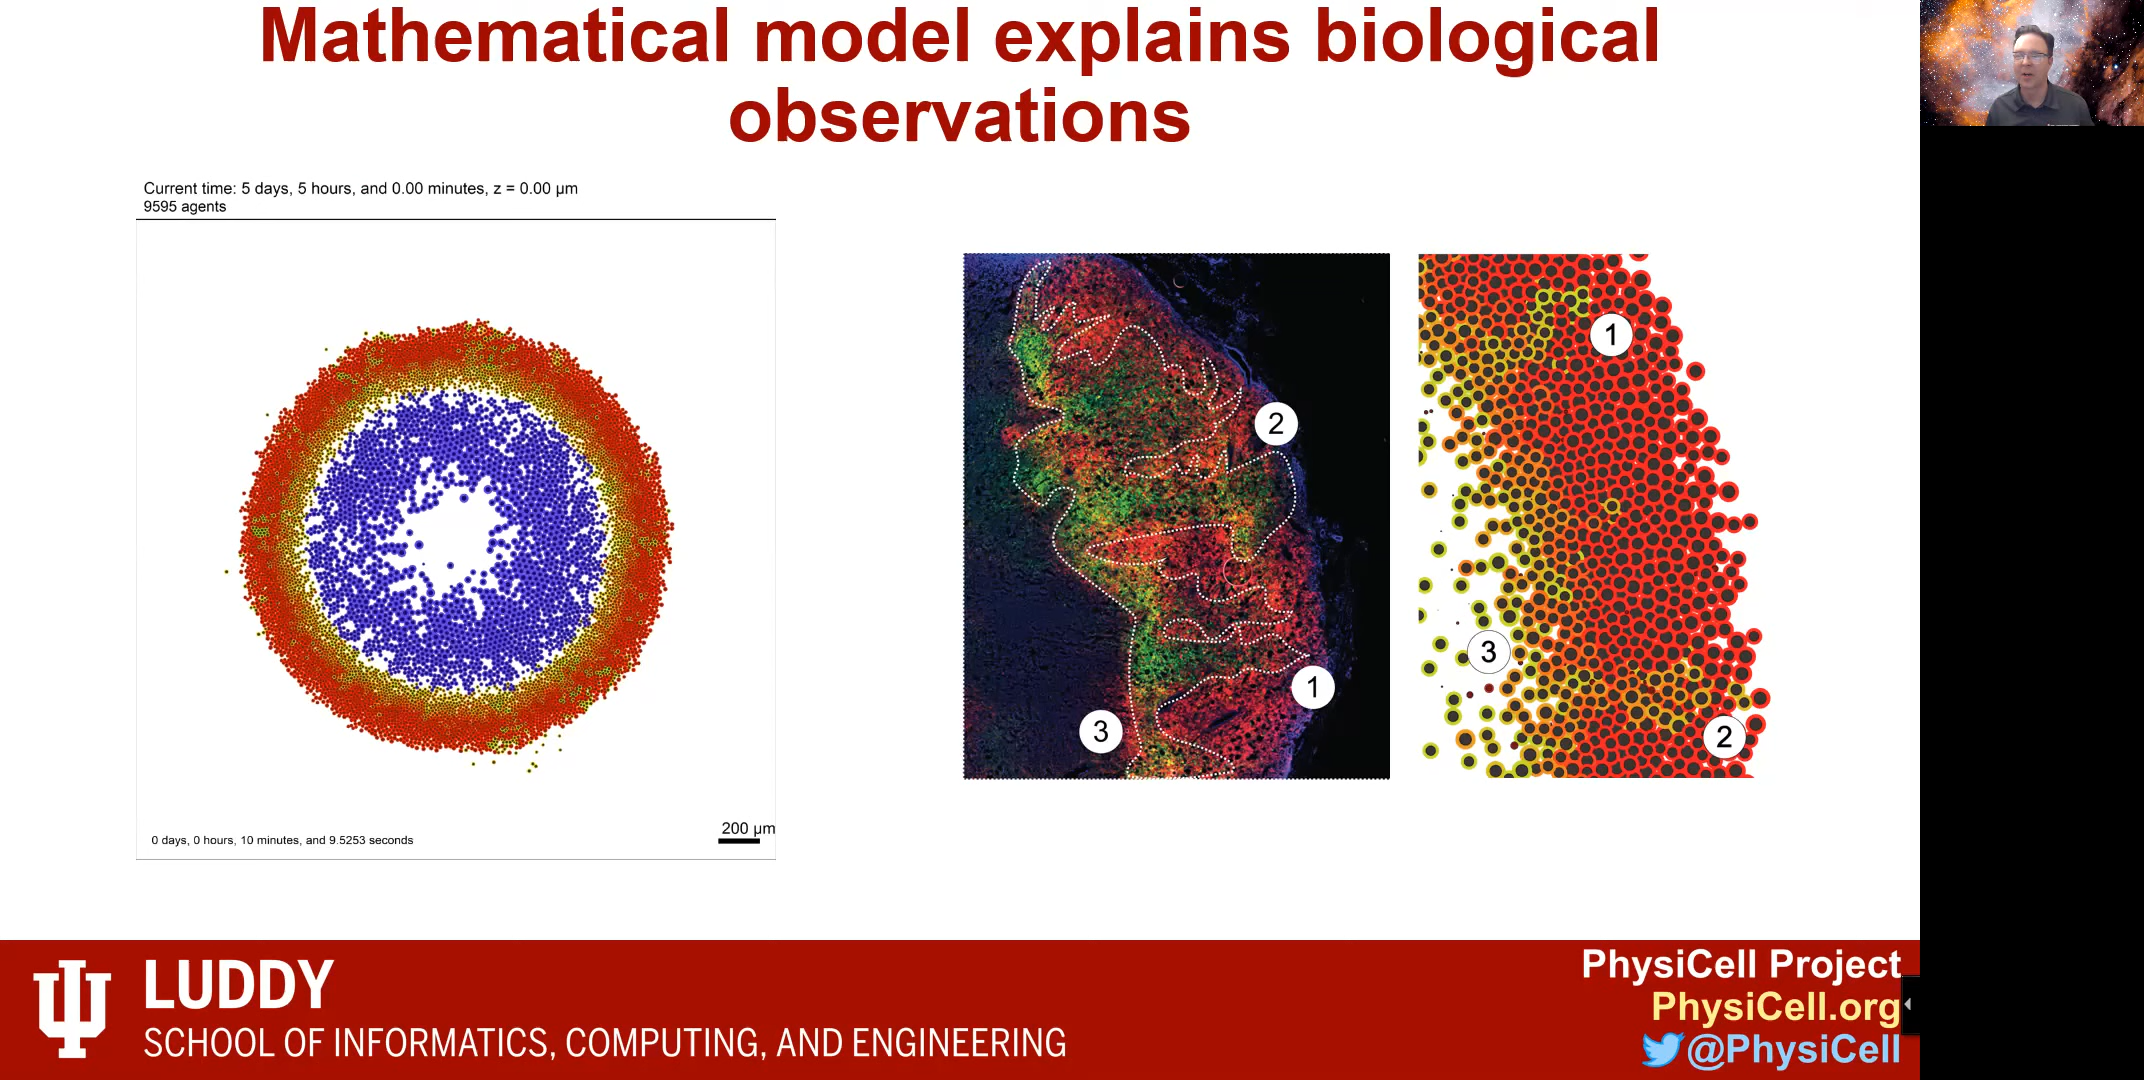 Mathematical model explains biological
observations
Current time: 5 days, 5 hours, and 0.00 minutes, z = 0.00 μm
9595 agents
1
2
3
1
2
3
200 μm
0 days, 0 hours, 10 minutes, and 9.5253 seconds
LUDDY
SCHOOL OF INFORMATICS, COMPUTING, AND ENGINEERING
PhysiCell Project
PhysiCell.org
@PhysiCell